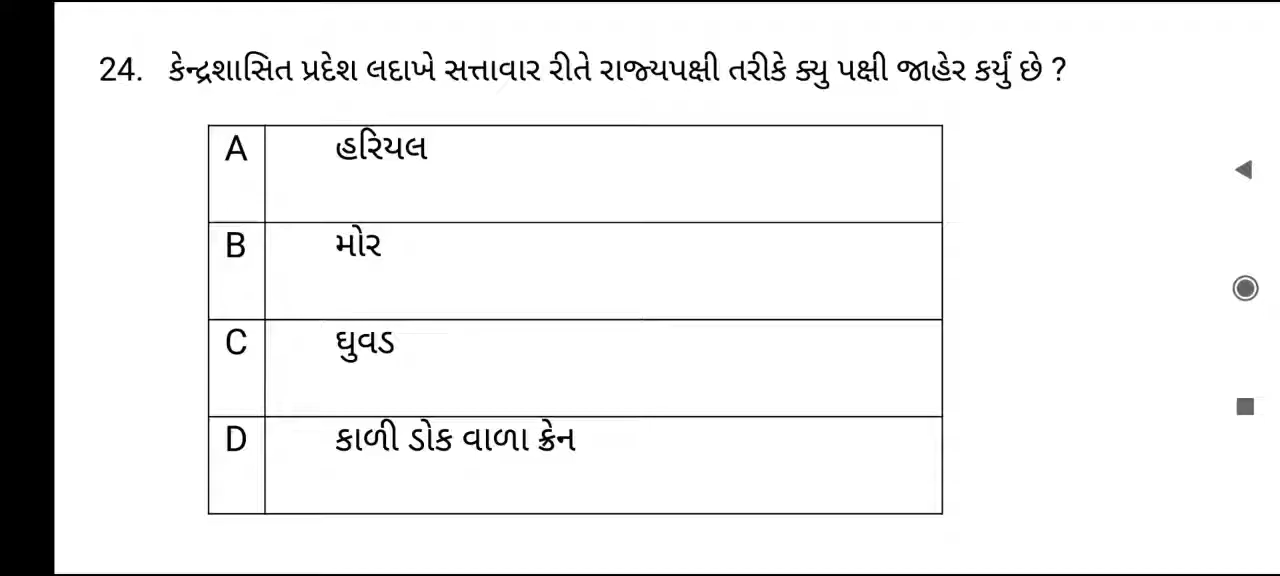 24. કેન્દ્રશાસિત પ્રદેશ લદાખે સત્તાવાર રીતે રાજ્યપક્ષી તરીકે ક્યુ પક્ષી જાહેર કર્યું છે ?
A હરિયલ
B મોર
C ઘુવડ
D કાળી ડોક વાળા ક્રેન